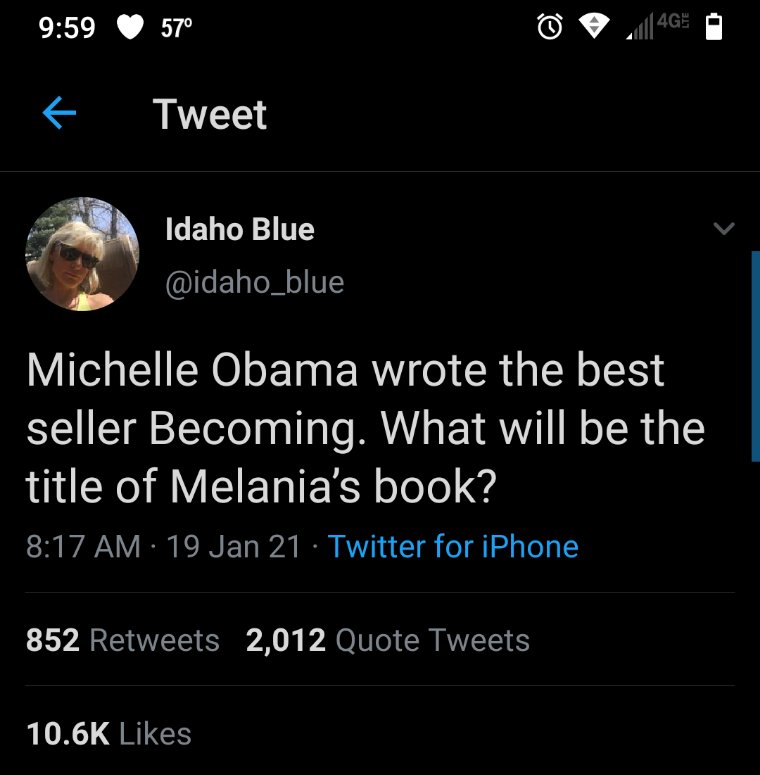 9:59 57° 4G LTE
Tweet
Idaho Blue
@idaho_blue
Michelle Obama wrote the best
seller Becoming. What will be the
title of Melania’s book?
8:17 AM · 19 Jan 21 · Twitter for iPhone
852 Retweets 2,012 Quote Tweets
10.6K Likes